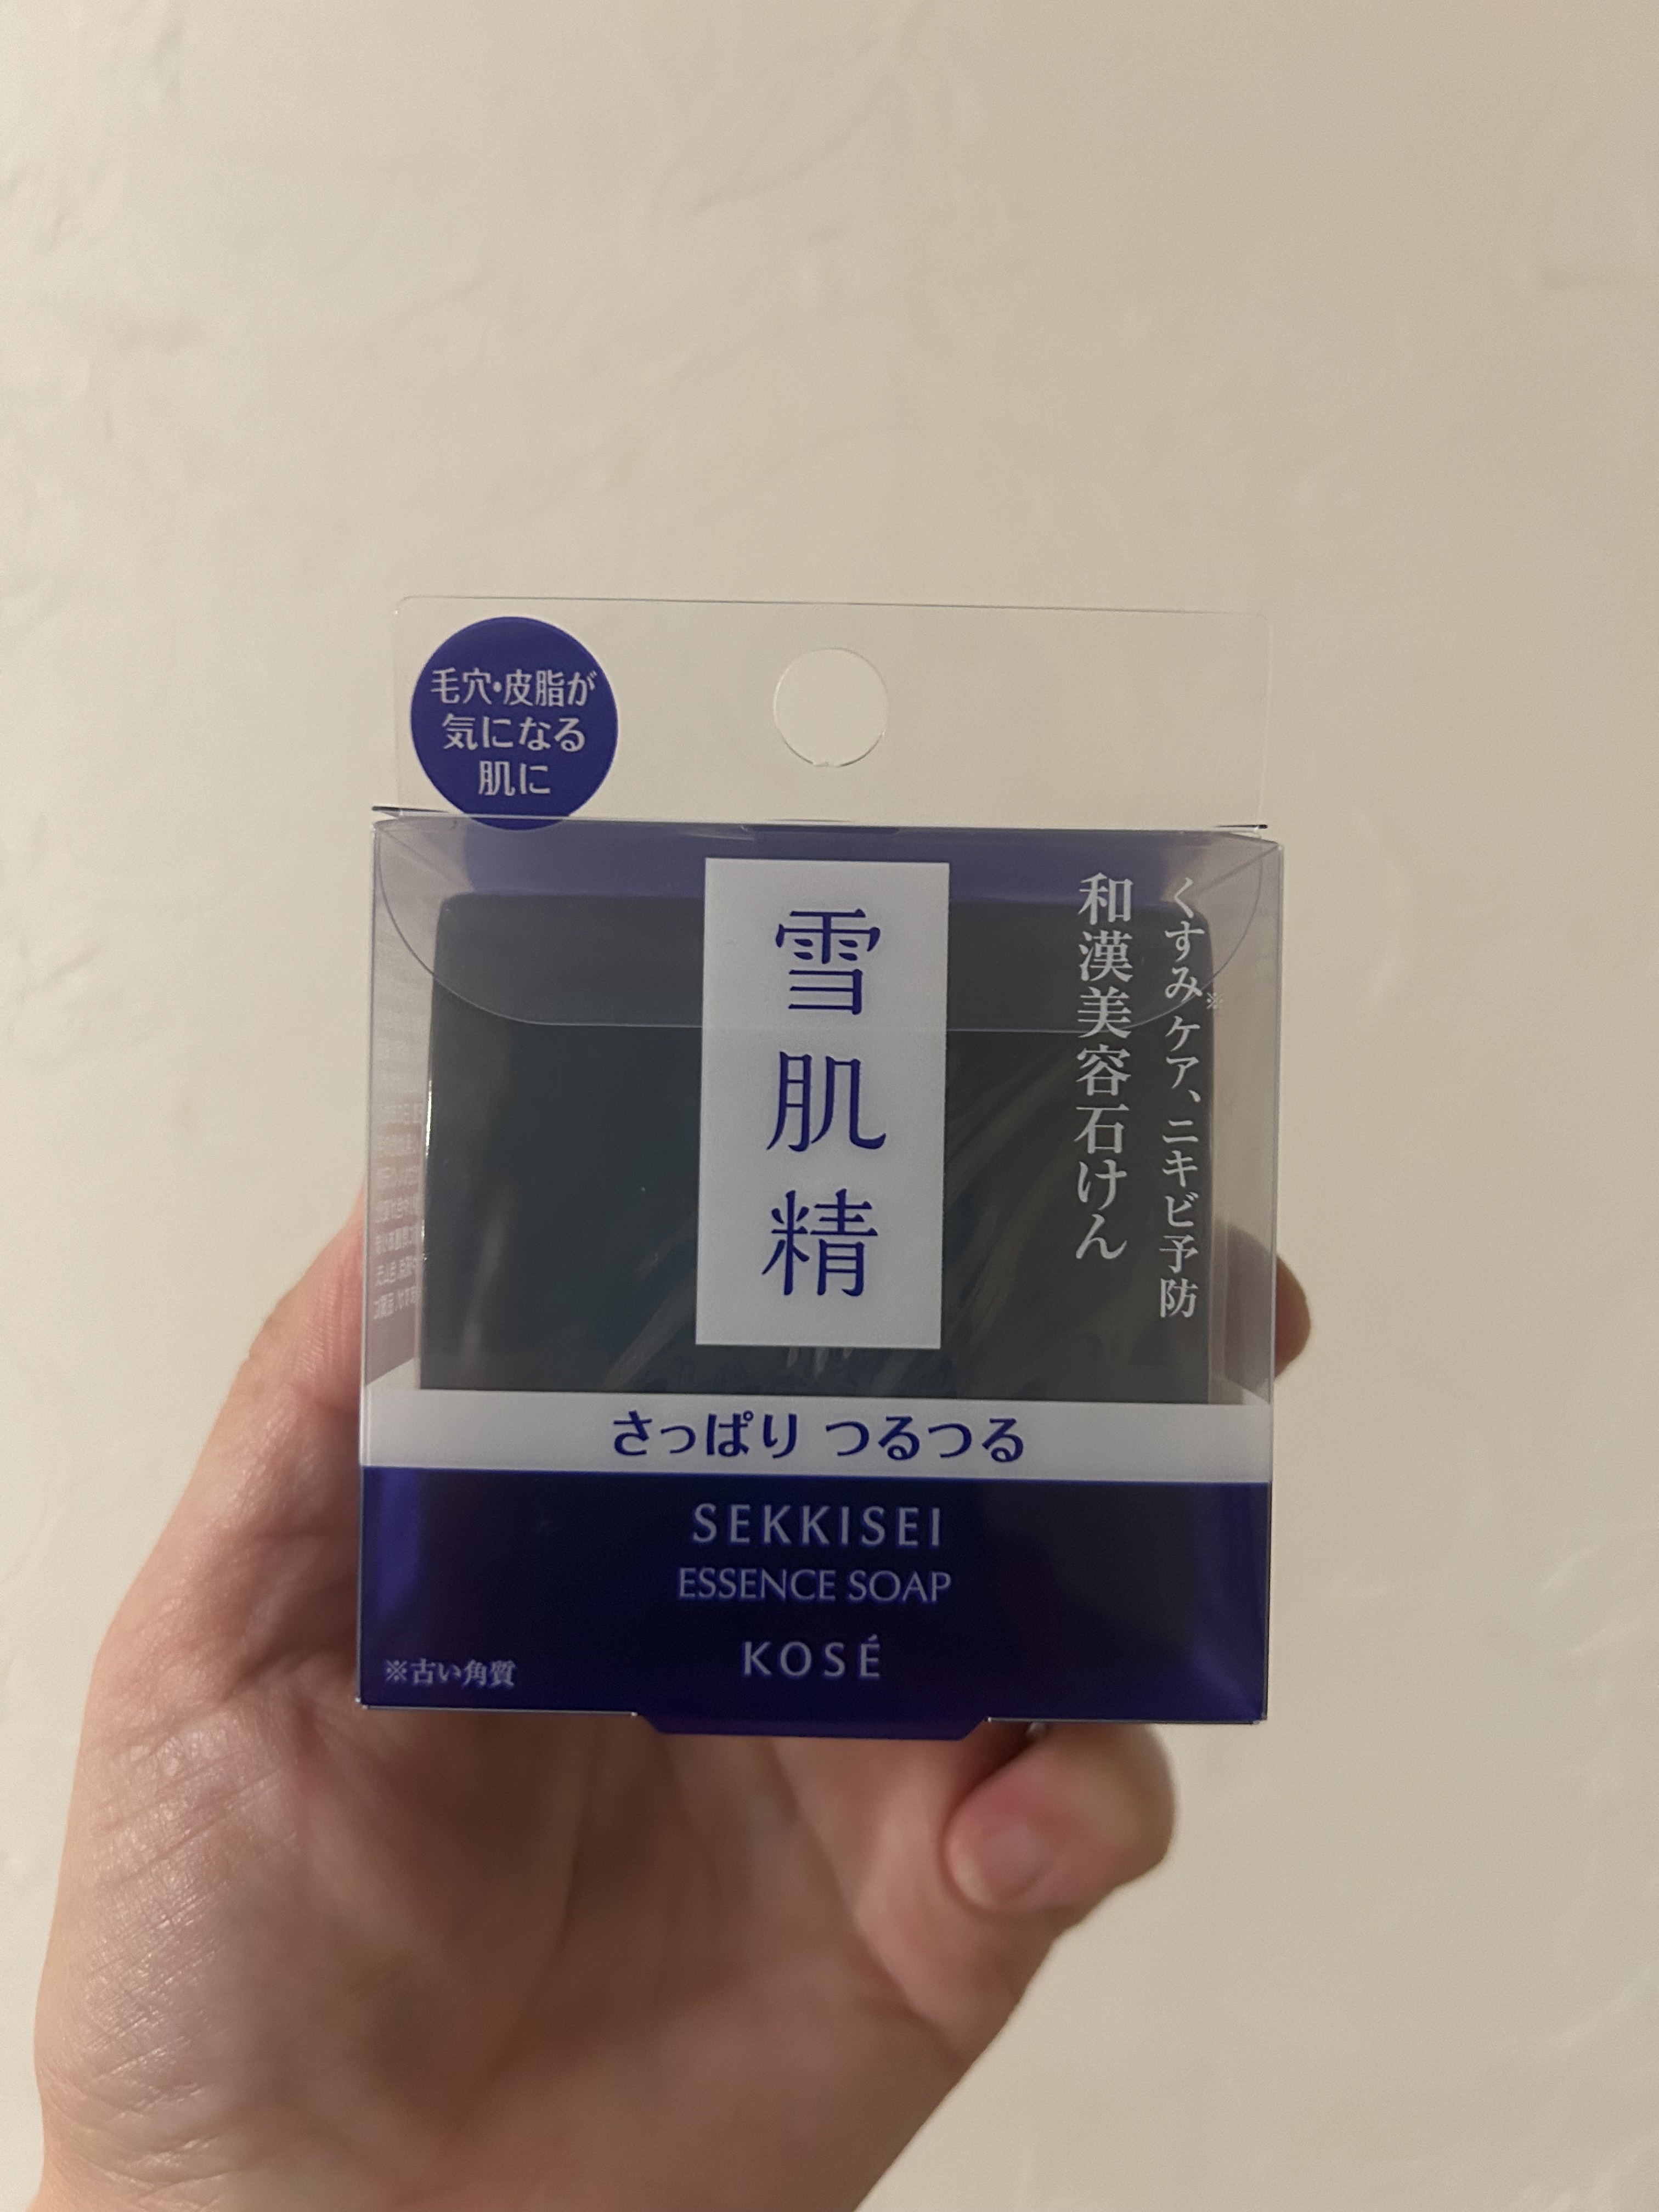 毛穴・皮脂が
気になる
肌に
くすみ※ケア、ニキビ予防
和漢美容石けん
雪肌精
さっぱり つるつる
SEKKISEI
ESSENCE SOAP
KOSÉ
※古い角質